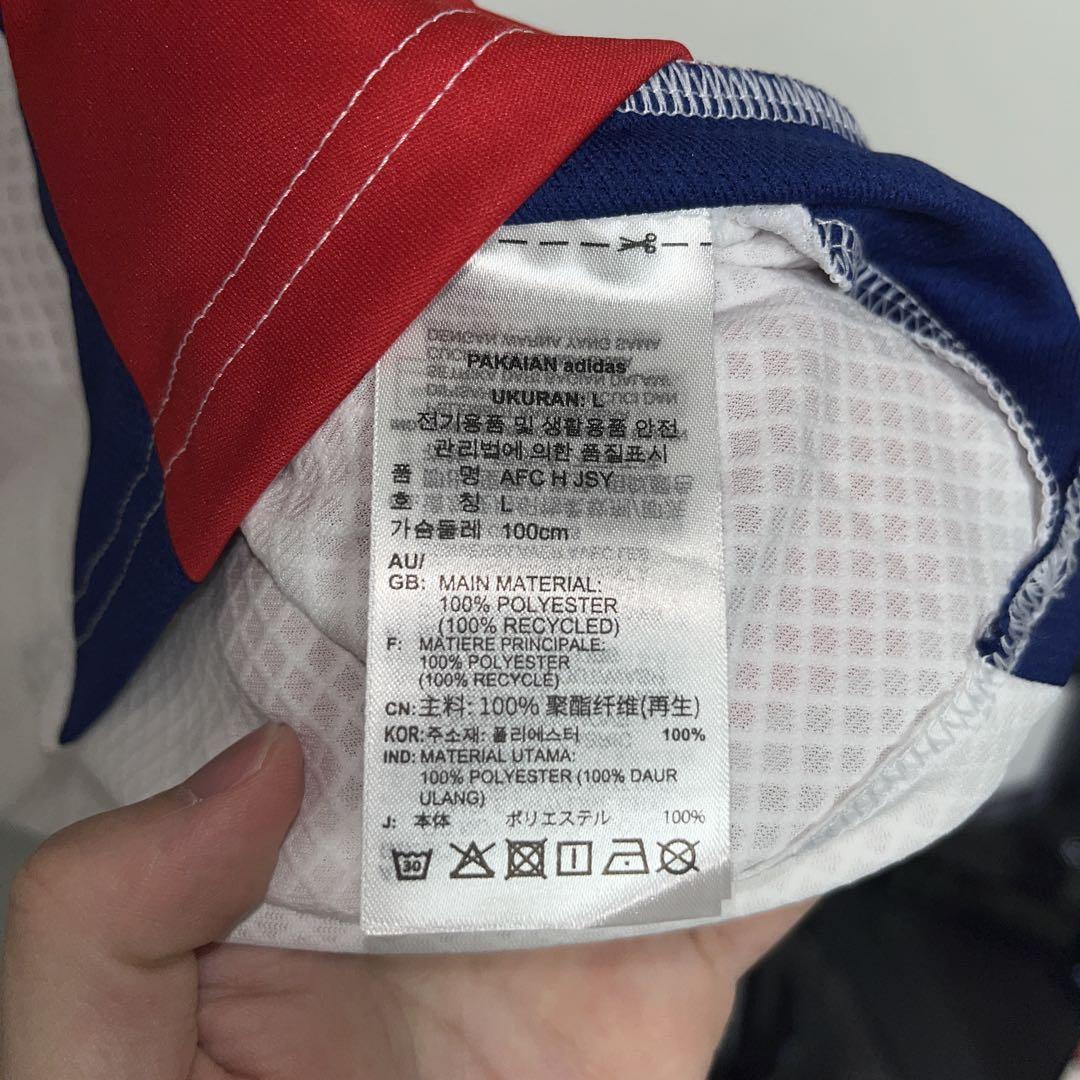 PAKAIAN adidas
UKURAN: L
전기용품 및 생활용품 안전
관리법에 의한 품질표시
품 명 AFC H JSY
호 칭 L
가슴둘레 100cm
AU/
GB: MAIN MATERIAL:
100% POLYESTER
(100% RECYCLED)
F: MATIERE PRINCIPALE:
100% POLYESTER
(100% RECYCLE)
CN: 主料: 100% 聚酯纤维(再生)
KOR: 주소재: 폴리에스터 100%
IND: MATERIAL UTAMA:
100% POLYESTER (100% DAUR
ULANG)
J: 本体 ポリエステル 100%
30